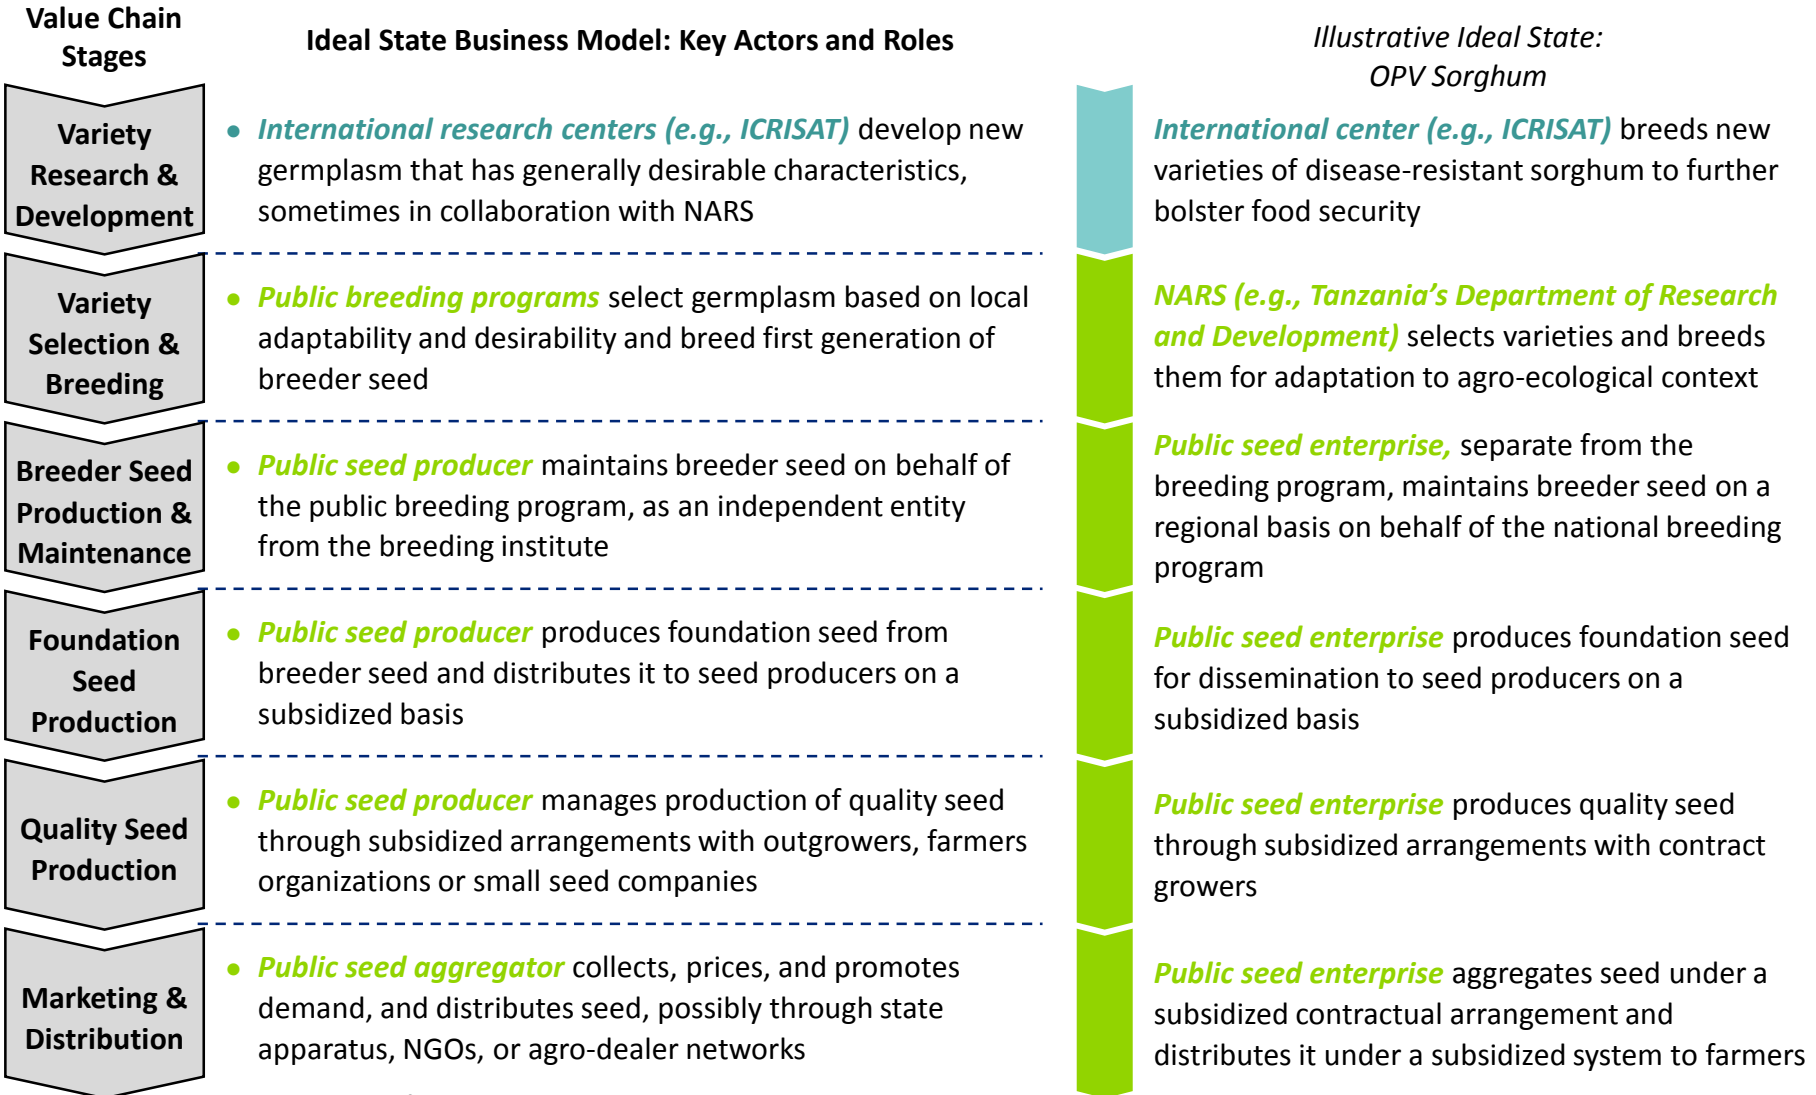 Value Chain
Stages
Ideal State Business Model: Key Actors and Roles
Illustrative Ideal State:
OPV Sorghum
Variety
Research &
Development
● International research centers (e.g., ICRISAT) develop new
germplasm that has generally desirable characteristics,
sometimes in collaboration with NARS
International center (e.g., ICRISAT) breeds new
varieties of disease-resistant sorghum to further
bolster food security
Variety
Selection &
Breeding
● Public breeding programs select germplasm based on local
adaptability and desirability and breed first generation of
breeder seed
NARS (e.g., Tanzania’s Department of Research
and Development) selects varieties and breeds
them for adaptation to agro-ecological context
Breeder Seed
Production &
Maintenance
● Public seed producer maintains breeder seed on behalf of
the public breeding program, as an independent entity
from the breeding institute
Public seed enterprise, separate from the
breeding program, maintains breeder seed on a
regional basis on behalf of the national breeding
program
Foundation
Seed
Production
● Public seed producer produces foundation seed from
breeder seed and distributes it to seed producers on a
subsidized basis
Public seed enterprise produces foundation seed
for dissemination to seed producers on a
subsidized basis
Quality Seed
Production
● Public seed producer manages production of quality seed
through subsidized arrangements with outgrowers, farmers
organizations or small seed companies
Public seed enterprise produces quality seed
through subsidized arrangements with contract
growers
Marketing &
Distribution
● Public seed aggregator collects, prices, and promotes
demand, and distributes seed, possibly through state
apparatus, NGOs, or agro-dealer networks
Public seed enterprise aggregates seed under a
subsidized contractual arrangement and
distributes it under a subsidized system to farmers